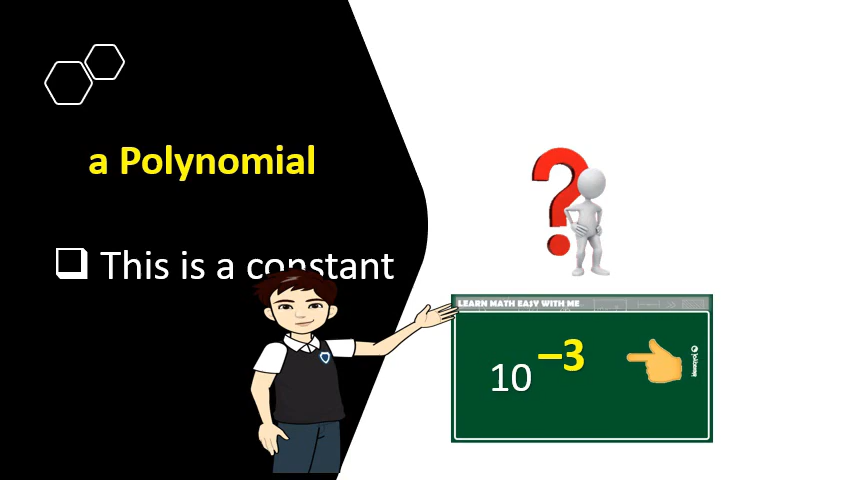 a Polynomial
❑ This is a constant
LEARN MATH EASY WITH ME
10⁻³